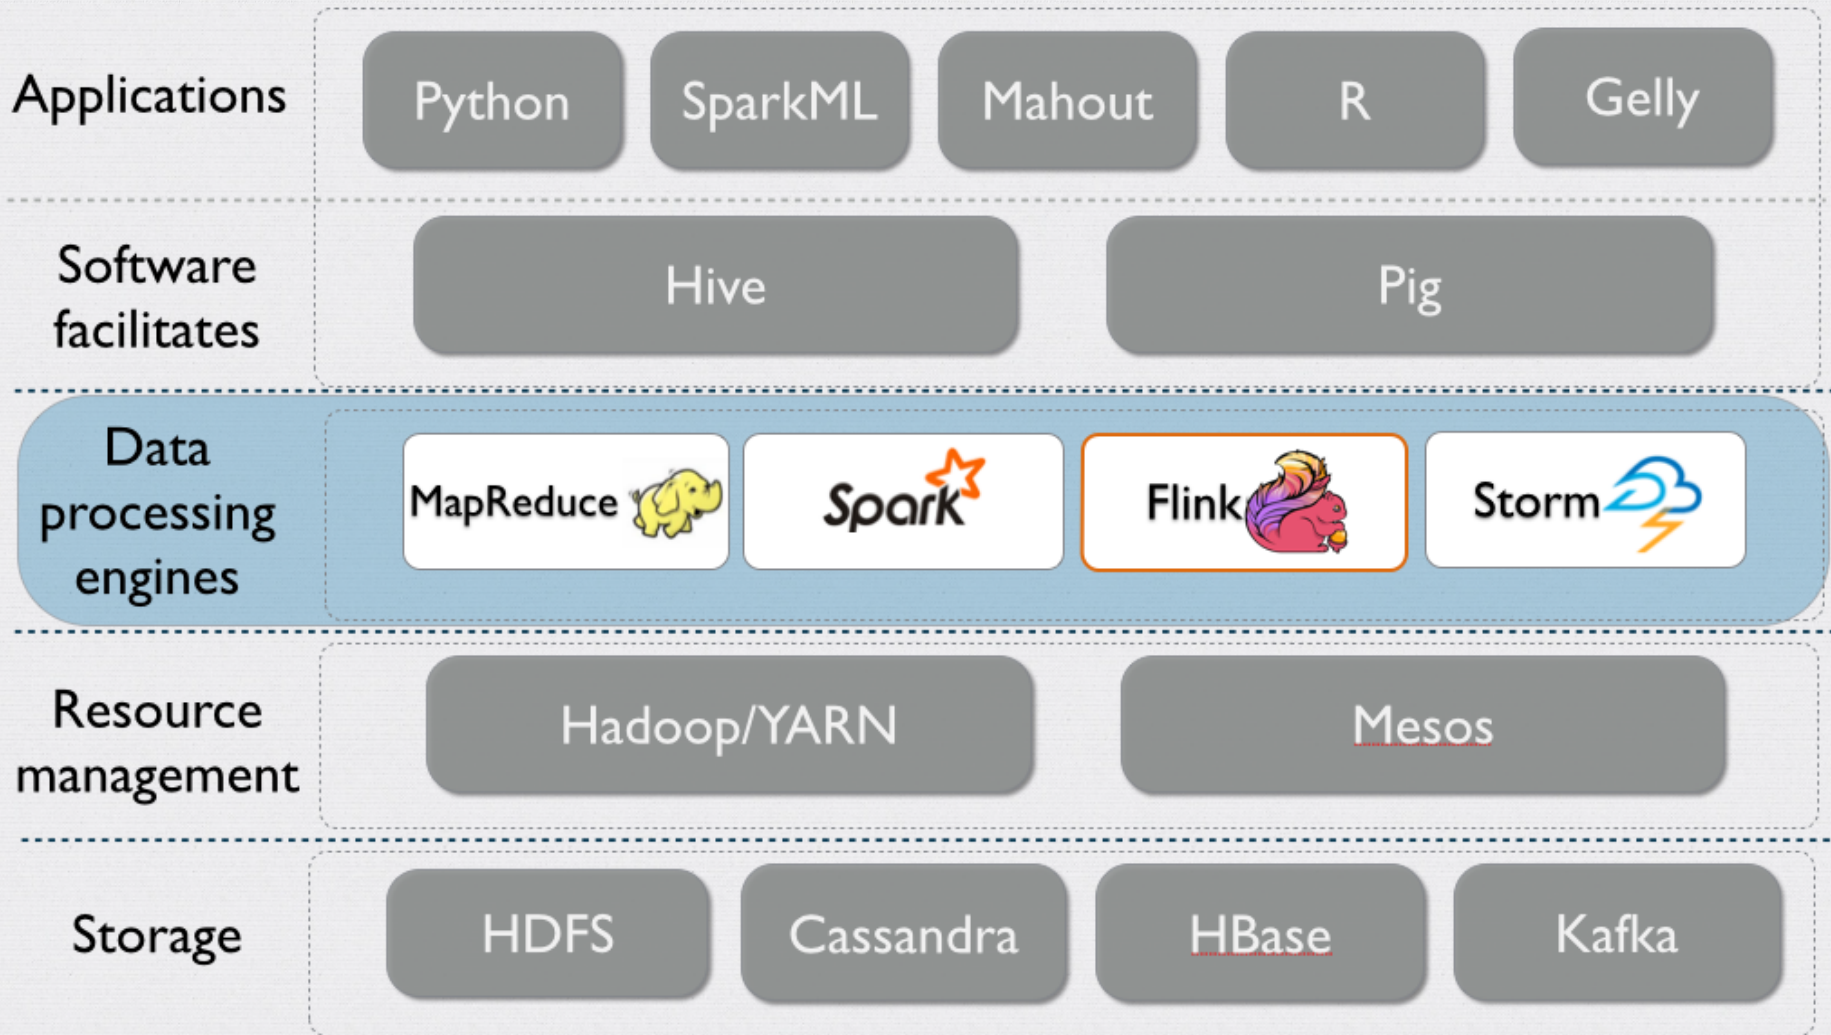 Applications
Python
SparkML
Mahout
R
Gelly
Software
facilitates
Hive
Pig
Data
processing
engines
MapReduce
Spark
Flink
Storm
Resource
management
Hadoop/YARN
Mesos
Storage
HDFS
Cassandra
HBase
Kafka